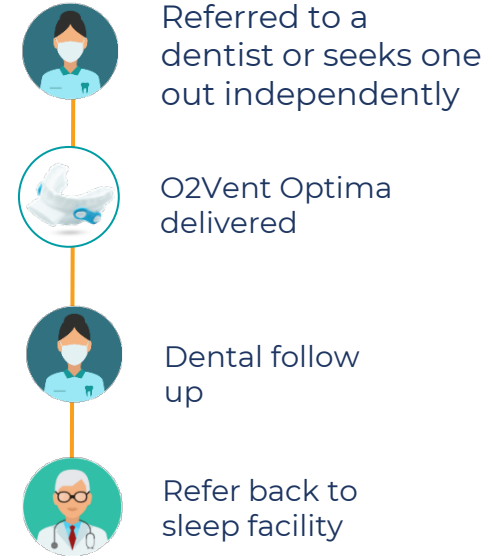 Referred to a
dentist or seeks one
out independently
O2Vent Optima
delivered
Dental follow
up
Refer back to
sleep facility